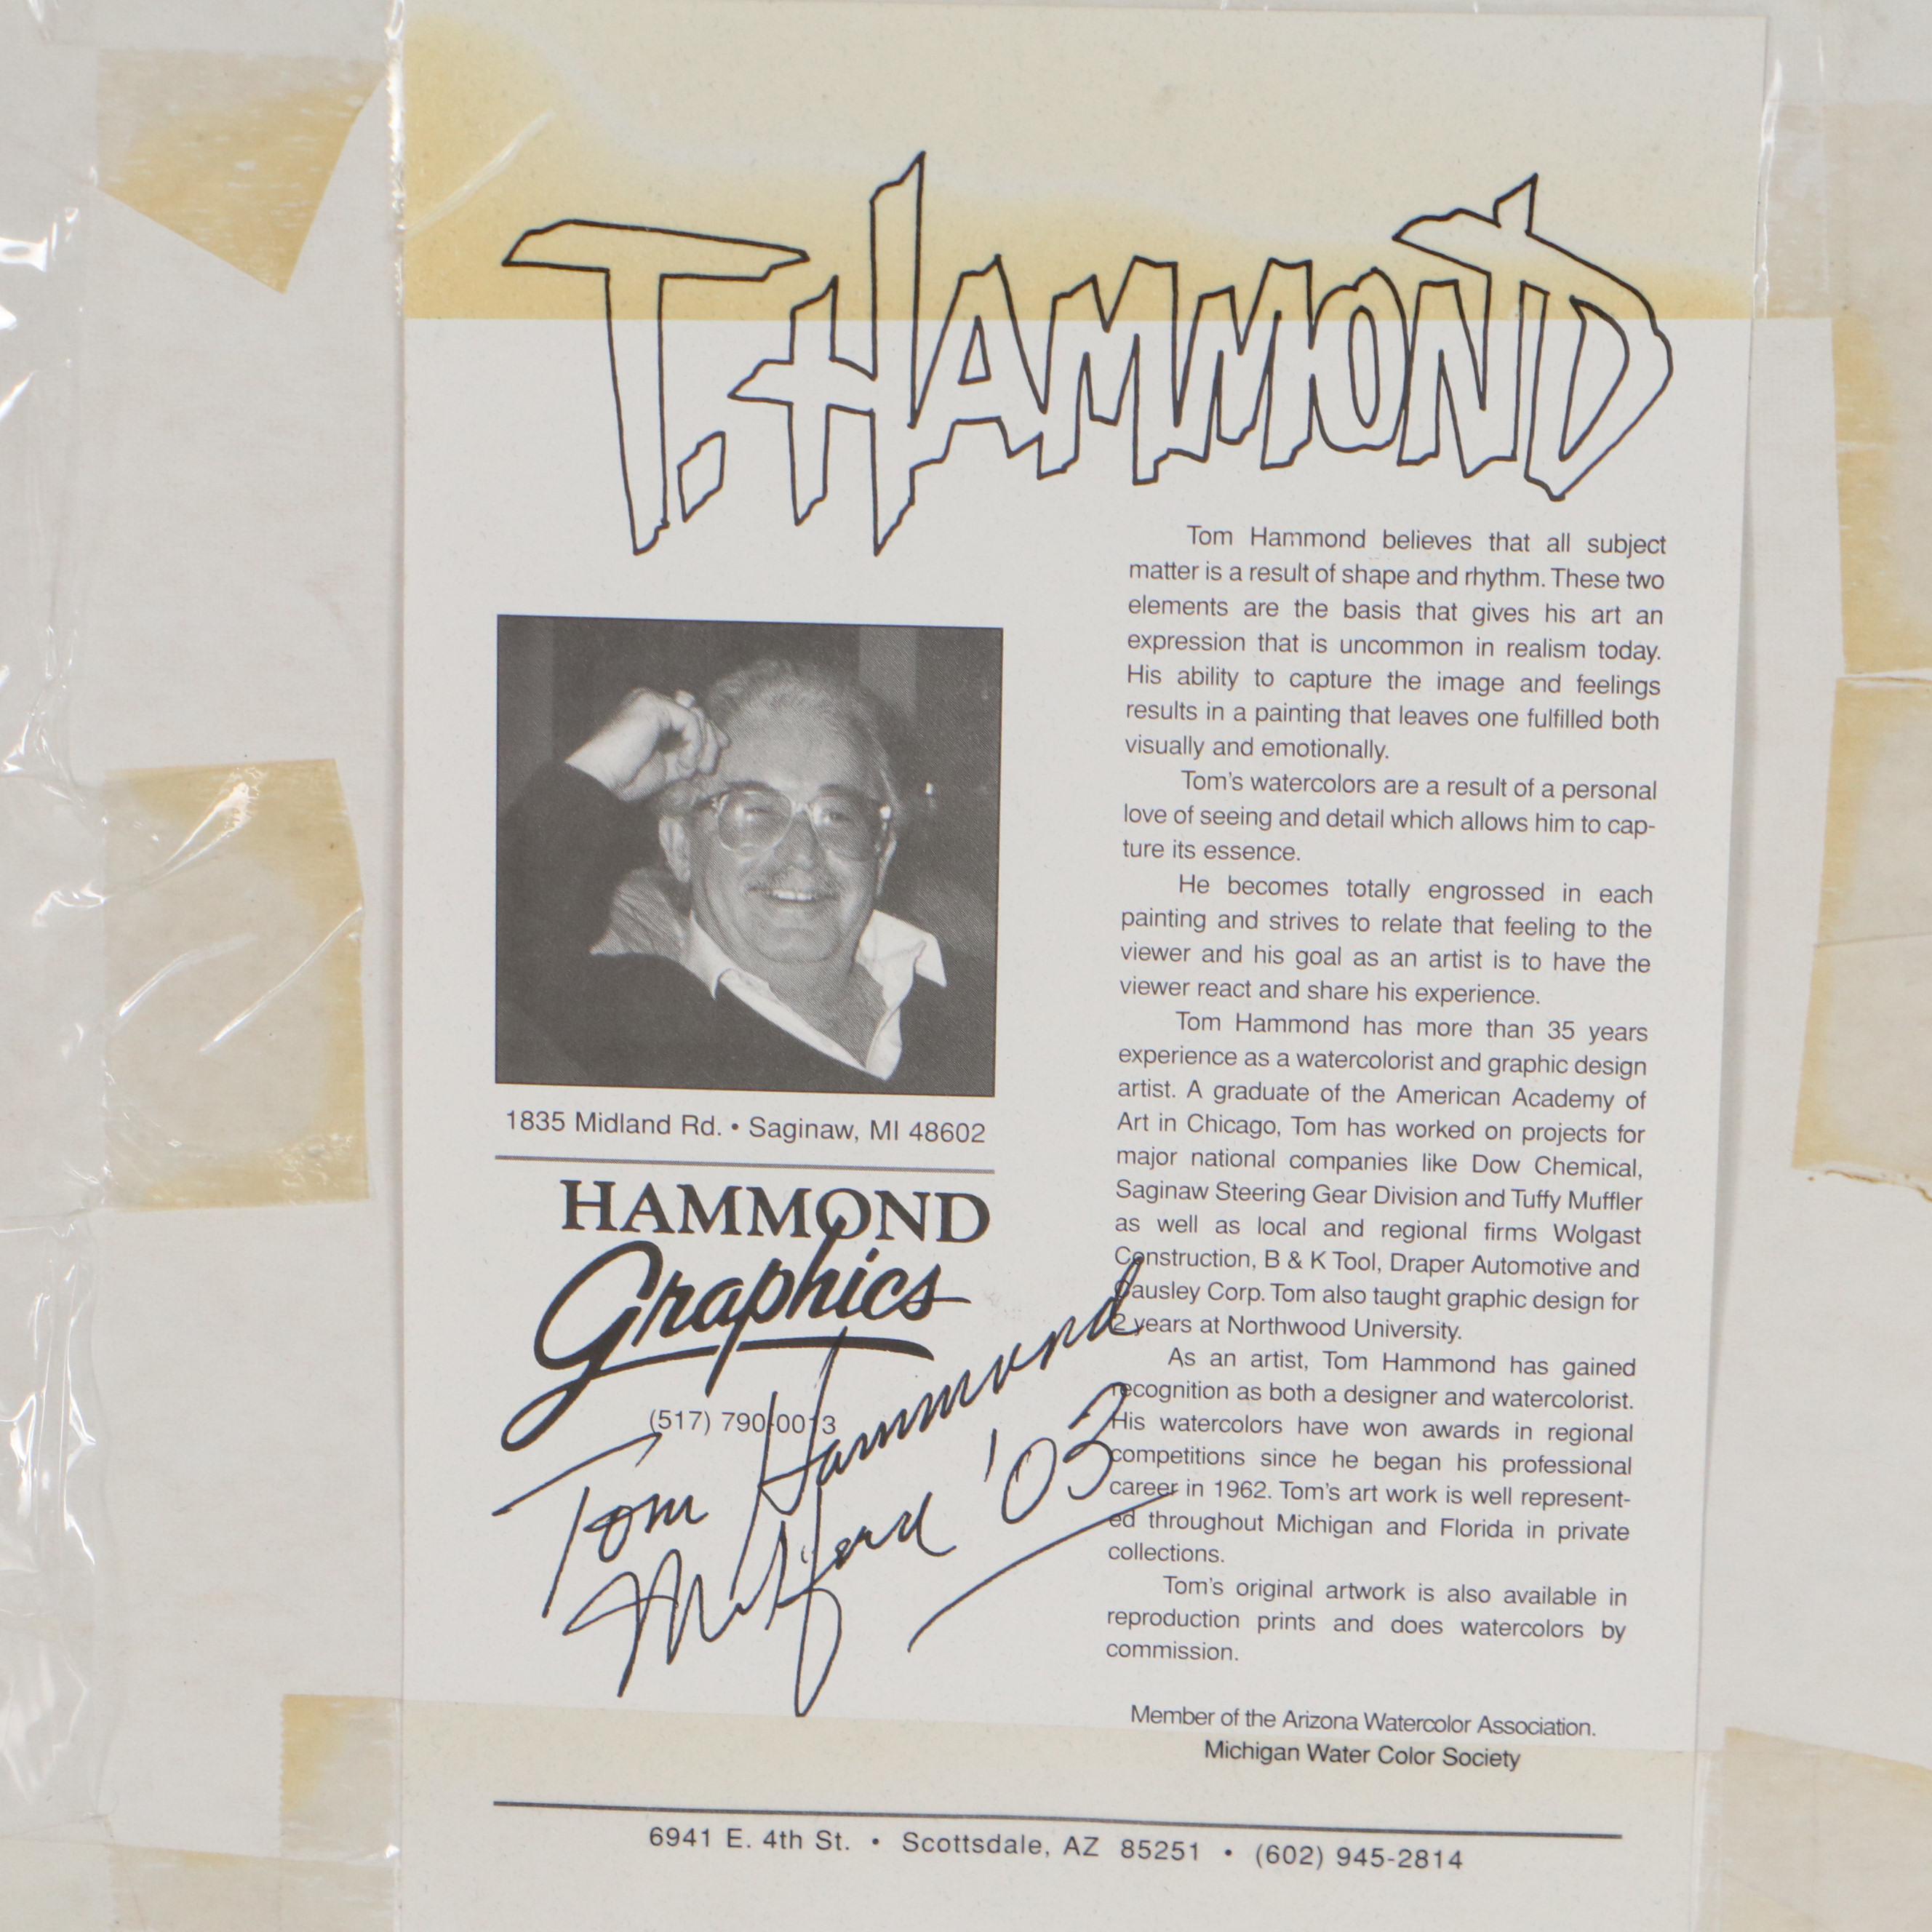 T. HAMMOND
Tom Hammond believes that all subject
matter is a result of shape and rhythm. These two
elements are the basis that gives his art an
expression that is uncommon in realism today.
His ability to capture the image and feelings
results in a painting that leaves one fulfilled both
visually and emotionally.
Tom's watercolors are a result of a personal
love of seeing and detail which allows him to cap-
ture its essence.
He becomes totally engrossed in each
painting and strives to relate that feeling to the
viewer and his goal as an artist is to have the
viewer react and share his experience.
Tom Hammond has more than 35 years
experience as a watercolorist and graphic design
artist. A graduate of the American Academy of
Art in Chicago, Tom has worked on projects for
major national companies like Dow Chemical,
Saginaw Steering Gear Division and Tuffy Muffler
as well as local and regional firms Wolgast
Construction, B & K Tool, Draper Automotive and
Causley Corp. Tom also taught graphic design for
2 years at Northwood University.
As an artist, Tom Hammond has gained
recognition as both a designer and watercolorist.
His watercolors have won awards in regional
competitions since he began his professional
career in 1962. Tom's art work is well represent-
ed throughout Michigan and Florida in private
collections.
Tom's original artwork is also available in
reproduction prints and does watercolors by
commission.
Member of the Arizona Watercolor Association.
Michigan Water Color Society
1835 Midland Rd. • Saginaw, MI 48602
HAMMOND
Graphics
(517) 790-0013
Tom Hammond
Milford '03
6941 E. 4th St. • Scottsdale, AZ 85251 • (602) 945-2814